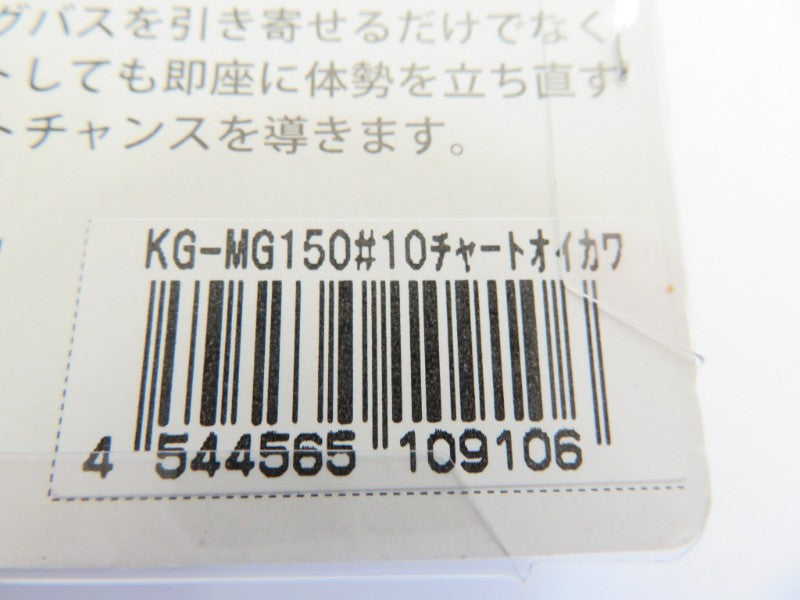 グバスを引き寄せるだけでなく
トしても即座に体勢を立ち直す
トチャンスを導きます。
KG-MG150#10チャートオイカワ
4 544565 109106